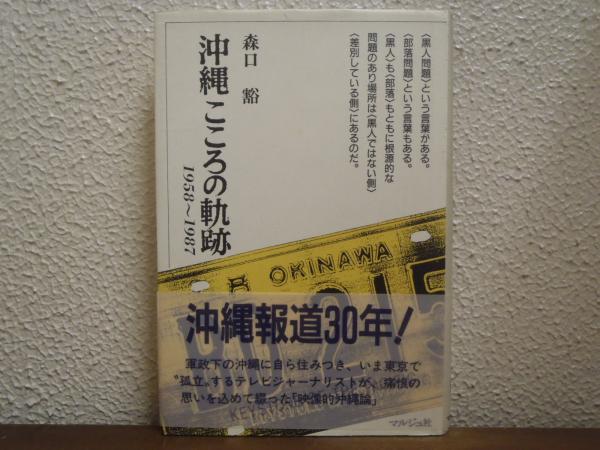 〈黒人問題〉という言葉がある。
〈部落問題〉という言葉もある。
〈黒人〉も〈部落〉もともに根源的な
問題のあり場所は〈黒人ではない側〉
〈差別している側〉にあるのだ。
森口 豁
沖縄 こころの軌跡
1958～1987
OKINAWA
沖縄報道30年!
軍政下の沖縄に自ら住みつき、いま東京で
〝孤立〟するテレビジャーナリストが、痛恨の
思いを込めて綴った「映像的沖縄論」
マルジュ社